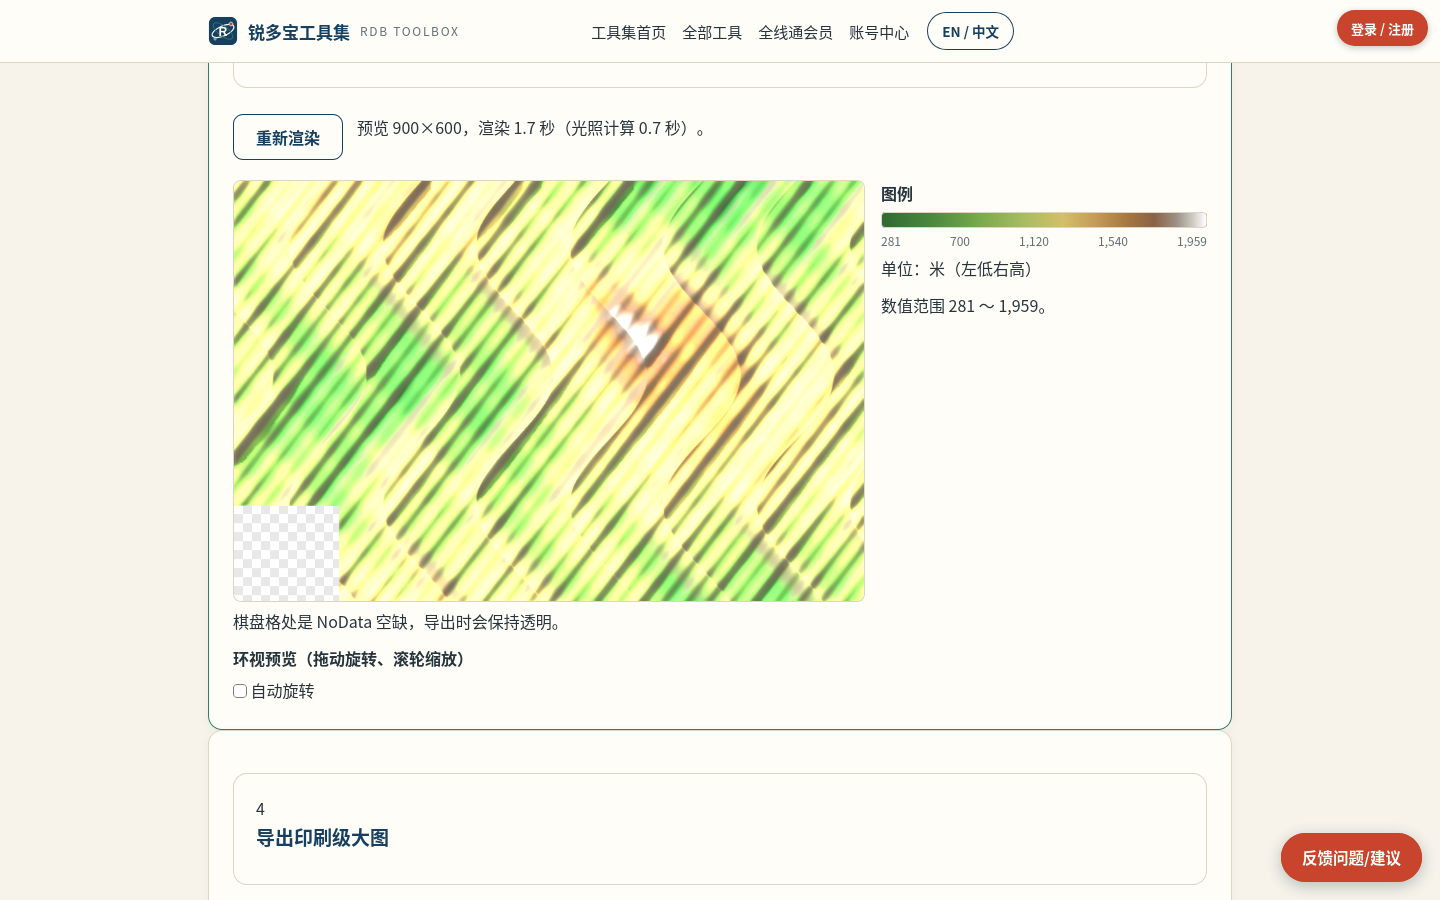 锐多宝工具集 RDB TOOLBOX 工具集首页 全部工具 全线通会员 账号中心 EN / 中文 登录 / 注册
重新渲染 预览 900×600，渲染 1.7 秒（光照计算 0.7 秒）。
图例
281 700 1,120 1,540 1,959
单位：米（左低右高）
数值范围 281 ～ 1,959。
棋盘格处是 NoData 空缺，导出时会保持透明。
环视预览（拖动旋转、滚轮缩放）
自动旋转
4
导出印刷级大图
反馈问题/建议